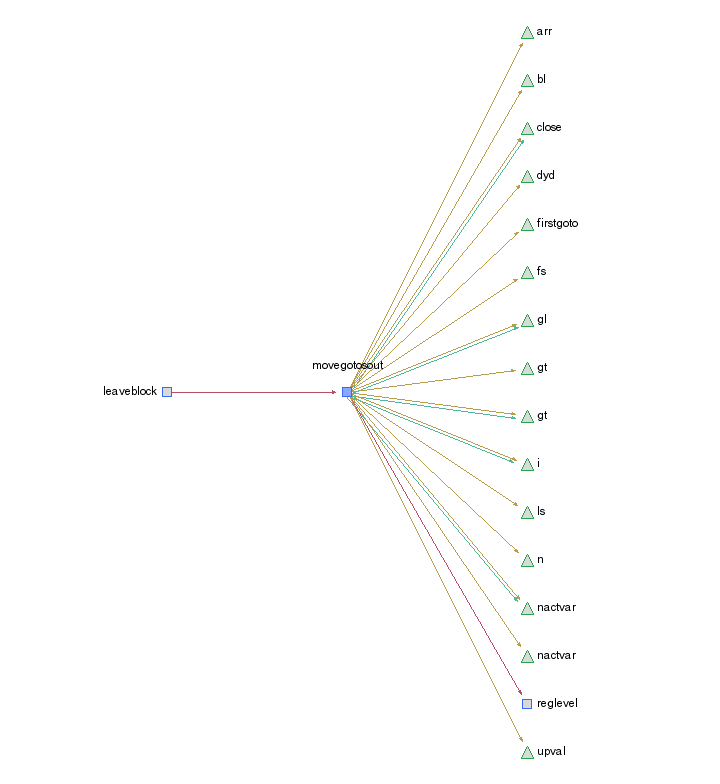 arr
bl
close
dyd
firstgoto
fs
gl
movegotosout
gt
leaveblock
gt
i
ls
n
nactvar
nactvar
reglevel
upval